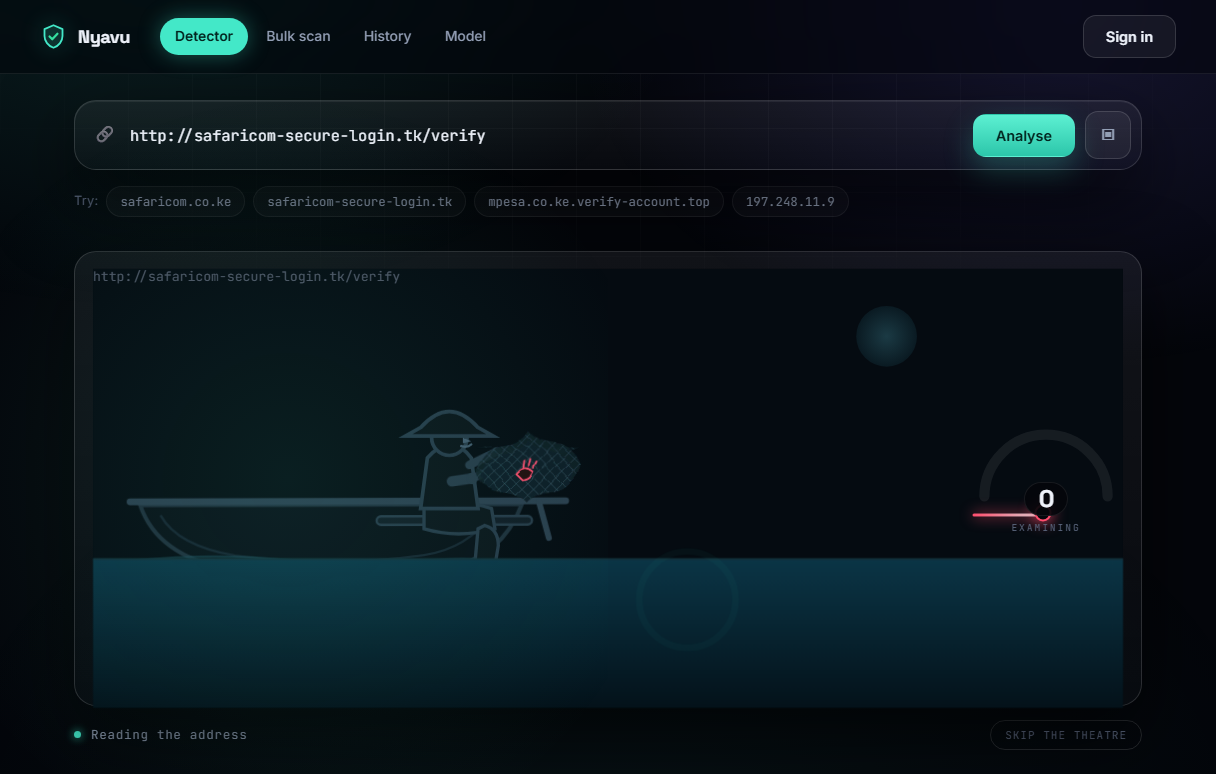 Nyavu
Detector
Bulk scan
History
Model
Sign in
http://safaricom-secure-login.tk/verify
Analyse
Try:
safaricom.co.ke
safaricom-secure-login.tk
mpesa.co.ke.verify-account.top
197.248.11.9
http://safaricom-secure-login.tk/verify
0
EXAMINING
Reading the address
SKIP THE THEATRE